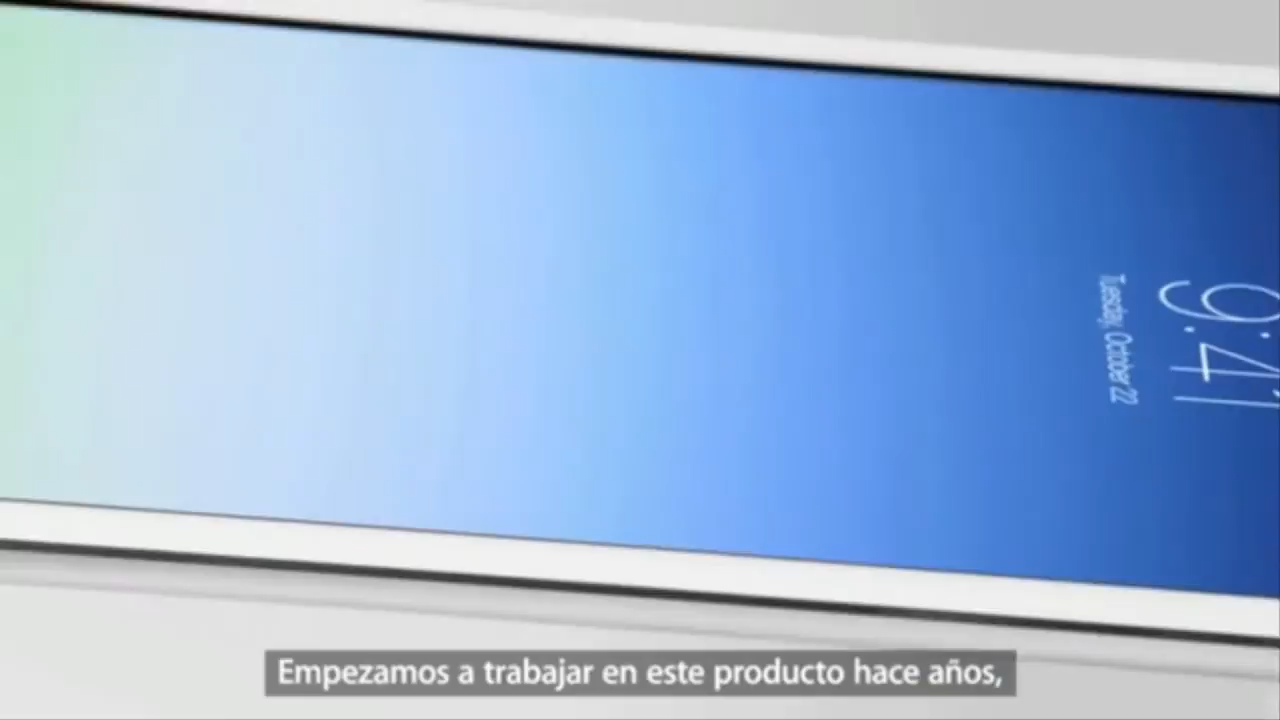 9:41
Tuesday, October 22
Empezamos a trabajar en este producto hace años,